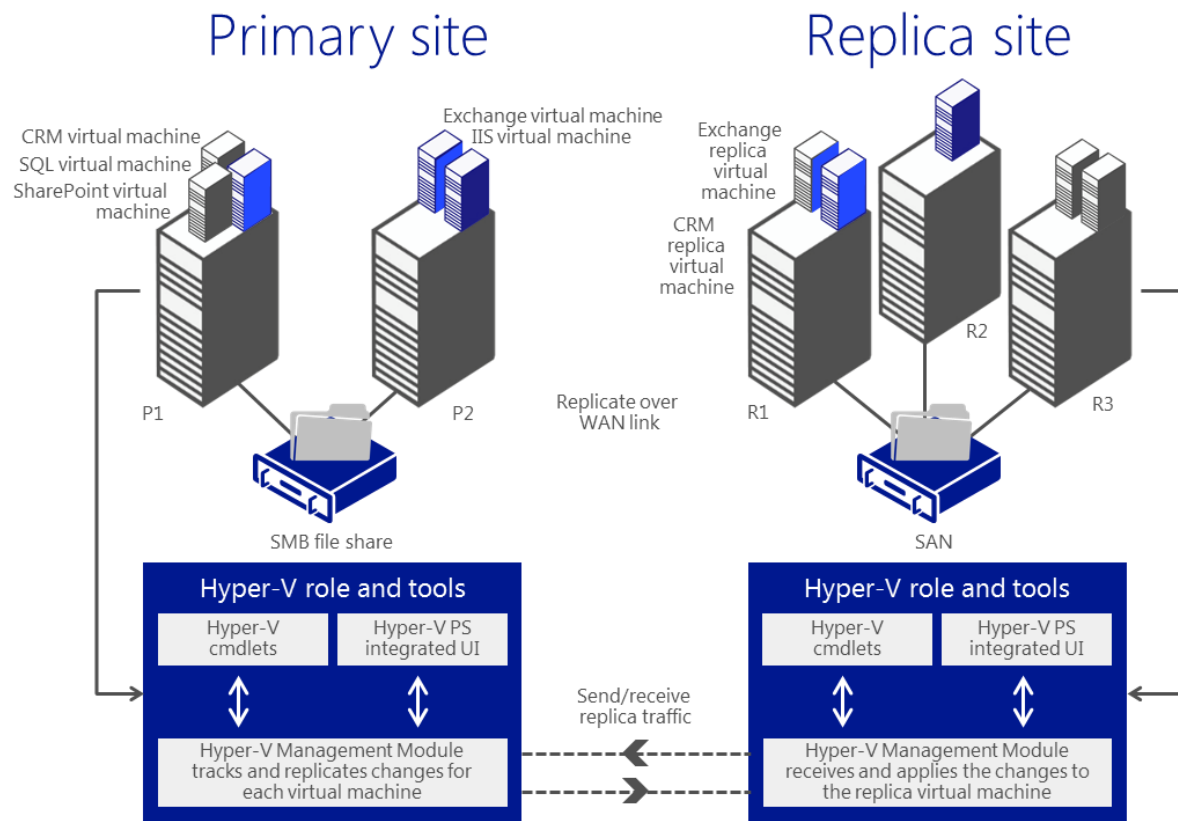 Primary site
Replica site
CRM virtual machine
SQL virtual machine
SharePoint virtual
machine
Exchange virtual machine
IIS virtual machine
Exchange
replica
virtual
machine
CRM
replica
virtual
machine
P1
P2
R1
R2
R3
Replicate over
WAN link
SMB file share
SAN
Hyper-V role and tools
Hyper-V
cmdlets
Hyper-V PS
integrated UI
Hyper-V Management Module
tracks and replicates changes for
each virtual machine
Send/receive
replica traffic
Hyper-V role and tools
Hyper-V
cmdlets
Hyper-V PS
integrated UI
Hyper-V Management Module
receives and applies the changes to
the replica virtual machine